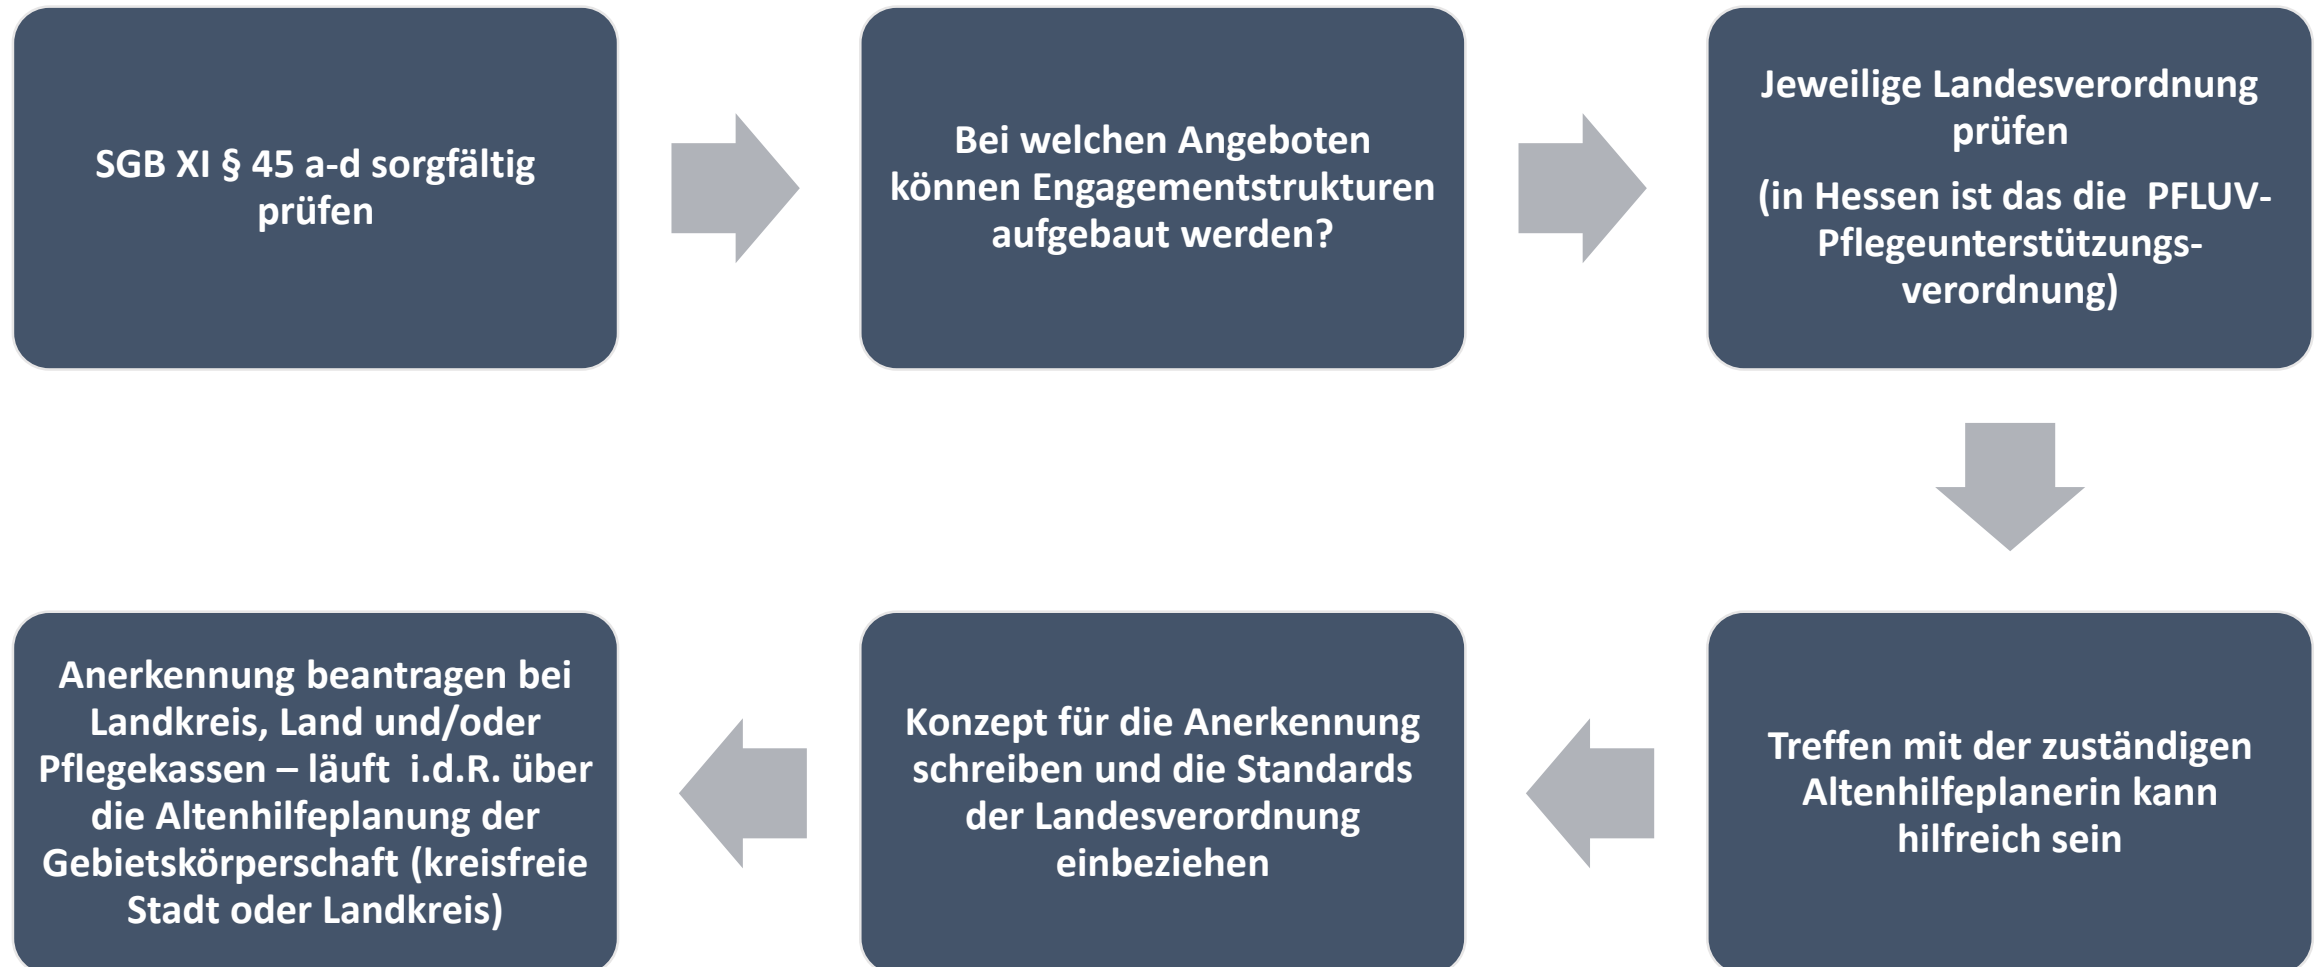 SGB XI § 45 a-d sorgfältig
prüfen
Bei welchen Angeboten
können Engagementstrukturen
aufgebaut werden?
Jeweilige Landesverordnung
prüfen
(in Hessen ist das die  PFLUV-
Pflegeunterstützungs-
verordnung)
Treffen mit der zuständigen
Altenhilfeplanerin kann
hilfreich sein
Konzept für die Anerkennung
schreiben und die Standards
der Landesverordnung
einbeziehen
Anerkennung beantragen bei
Landkreis, Land und/oder
Pflegekassen – läuft  i.d.R. über
die Altenhilfeplanung der
Gebietskörperschaft (kreisfreie
Stadt oder Landkreis)